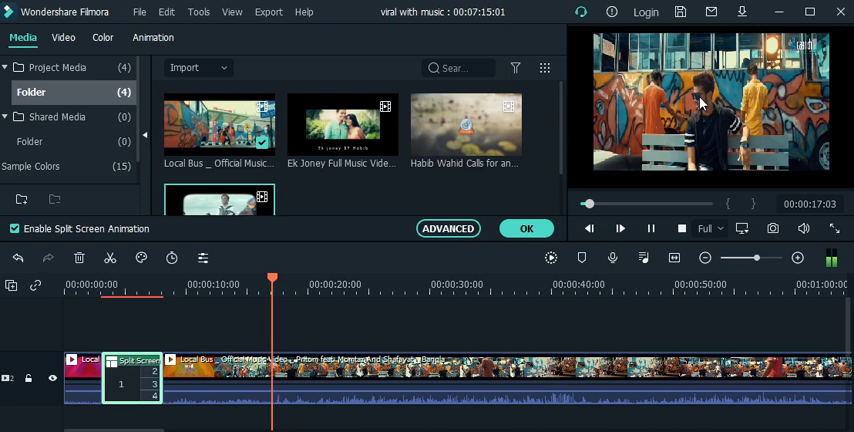 Wondershare Filmora File Edit Tools View Export Help viral with music : 00:07:15:01 Login
Media Video Color Animation
Project Media (4)
Folder (4)
Shared Media (0)
Folder (0)
Sample Colors (15)
Import
Sear...
Local Bus _ Official Music...
Ek Joney BY Habib
Ek Joney Full Music Vide...
Habib Wahid Calls for an...
Enable Split Screen Animation ADVANCED OK
00:00:17:03
Full
00:00:00:00 00:00:10:00 00:00:20:00 00:00:30:00 00:00:40:00 00:00:50:00 00:01:00:00
Local
Split Screen
1
2
3
4
Local Bus _ Official Music Video _ Pritom feat. Momtaz And Shafayat _ Bangla
2